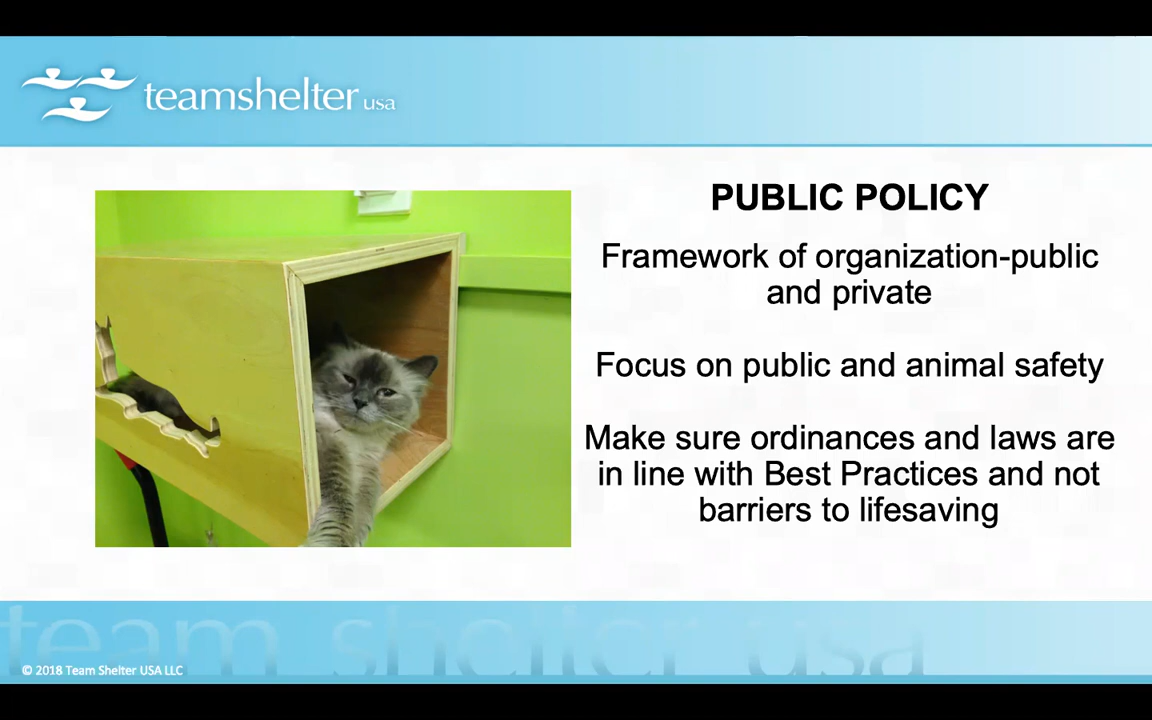 teamshelter usa
PUBLIC POLICY
Framework of organization-public
and private
Focus on public and animal safety
Make sure ordinances and laws are
in line with Best Practices and not
barriers to lifesaving
team shelter usa
© 2018 Team Shelter USA LLC